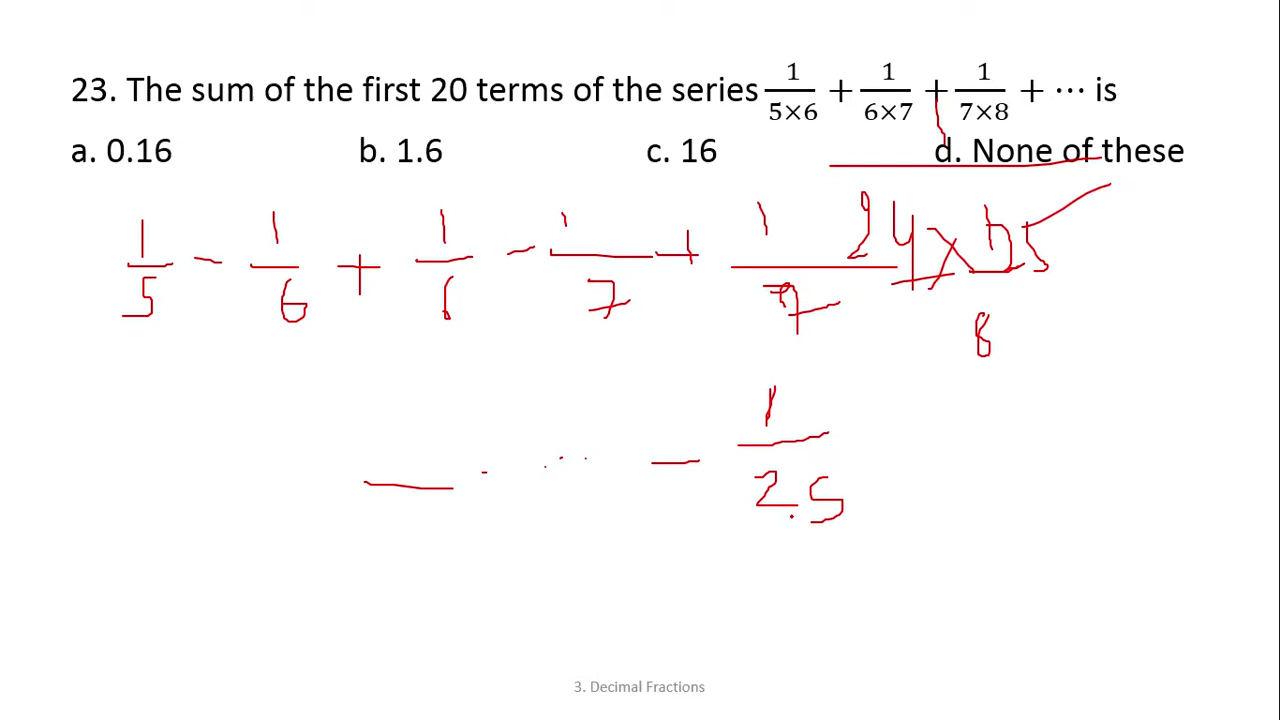 23. The sum of the first 20 terms of the series 1/(5×6) + 1/(6×7) + 1/(7×8) + ⋯ is
a. 0.16 b. 1.6 c. 16 d. None of these
1/5 − 1/6 + 1/6 − 1/7 + 1/7 24 × 25
8
− 1/25
3. Decimal Fractions